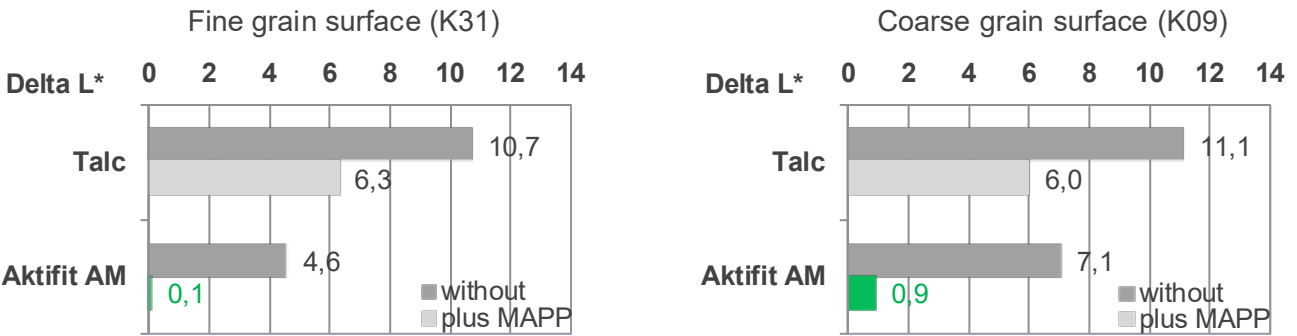 Fine grain surface (K31)
Delta L* 0 2 4 6 8 10 12 14
Talc
10,7
6,3
Aktifit AM
4,6
0,1
without
plus MAPP
Coarse grain surface (K09)
Delta L* 0 2 4 6 8 10 12 14
Talc
11,1
6,0
Aktifit AM
7,1
0,9
without
plus MAPP